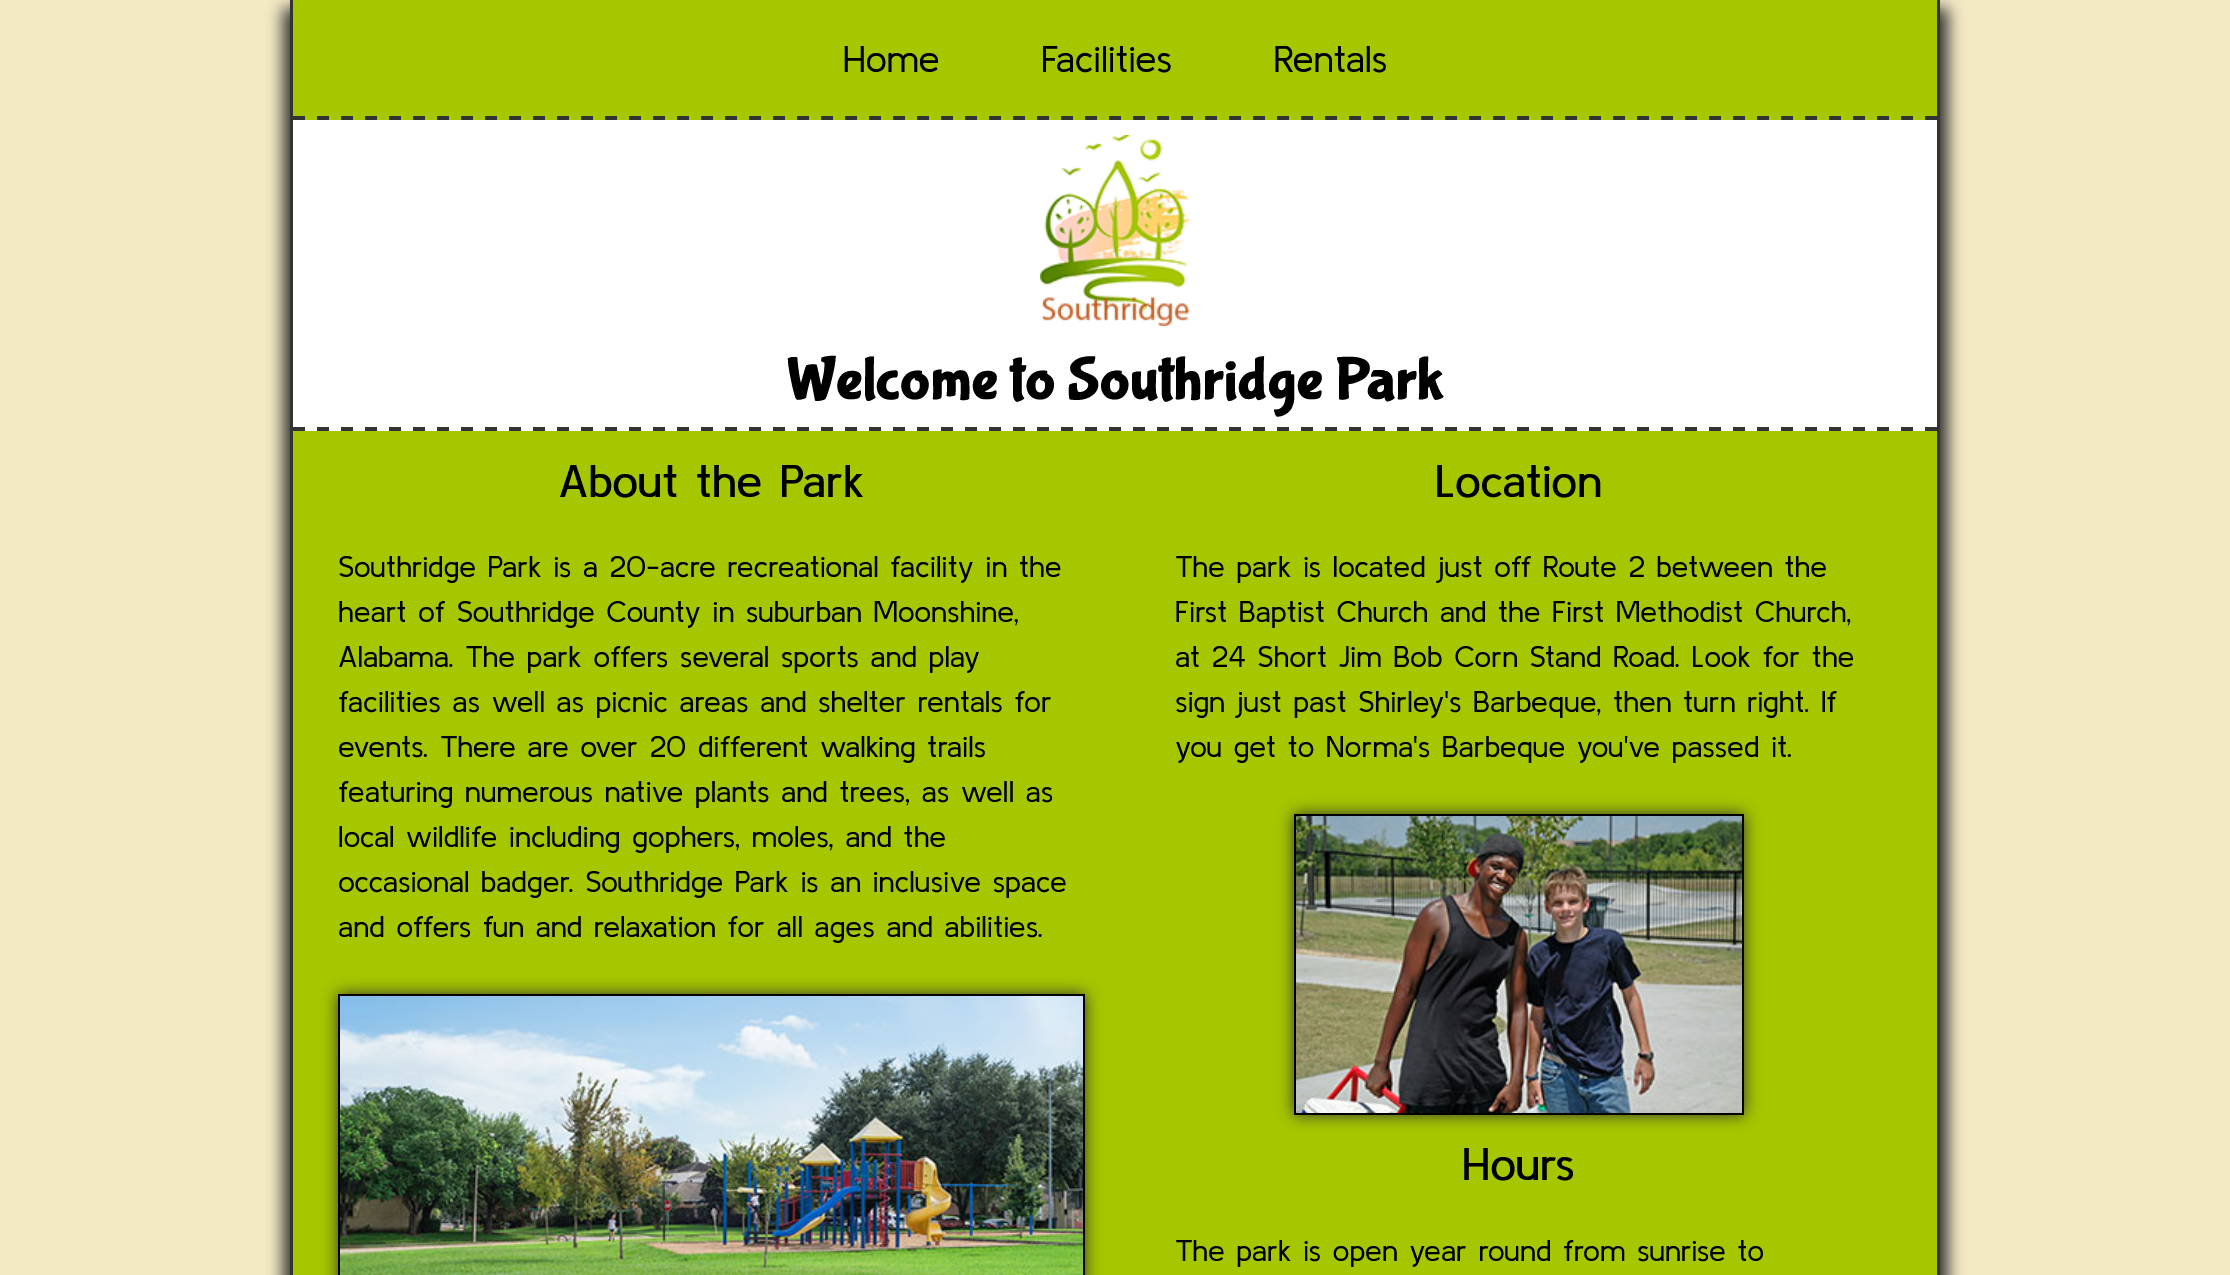 Home Facilities Rentals
Southridge
Welcome to Southridge Park
About the Park
Southridge Park is a 20-acre recreational facility in the
heart of Southridge County in suburban Moonshine,
Alabama. The park offers several sports and play
facilities as well as picnic areas and shelter rentals for
events. There are over 20 different walking trails
featuring numerous native plants and trees, as well as
local wildlife including gophers, moles, and the
occasional badger. Southridge Park is an inclusive space
and offers fun and relaxation for all ages and abilities.
Location
The park is located just off Route 2 between the
First Baptist Church and the First Methodist Church,
at 24 Short Jim Bob Corn Stand Road. Look for the
sign just past Shirley's Barbeque, then turn right. If
you get to Norma's Barbeque you've passed it.
Hours
The park is open year round from sunrise to